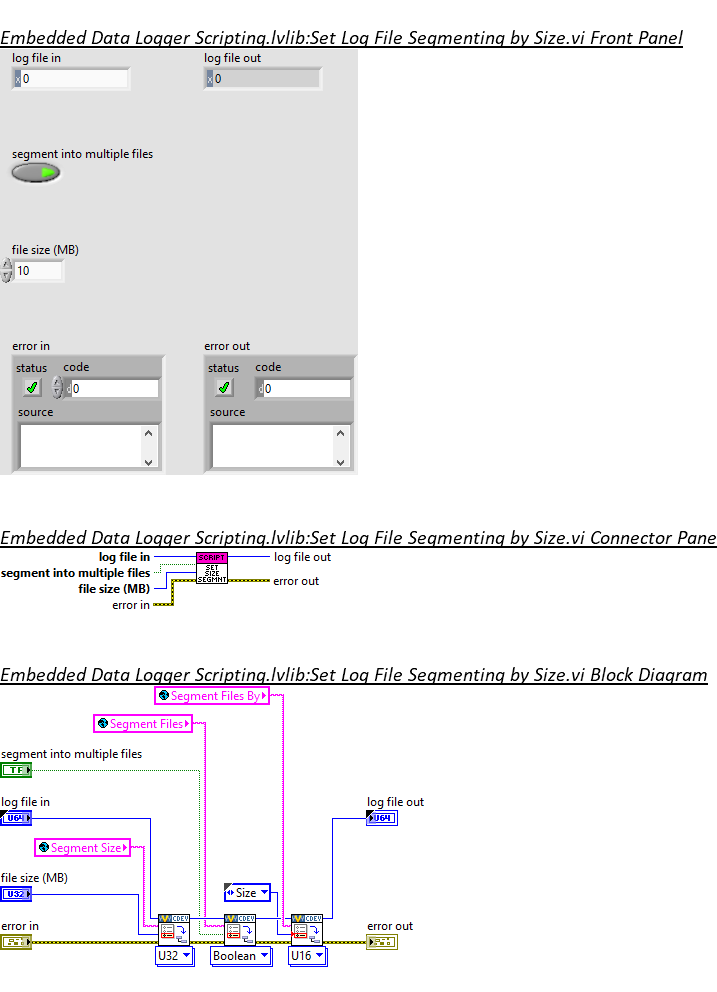 Embedded Data Logger Scripting.lvlib:Set Log File Segmenting by Size.vi Front Panel
log file in log file out
x 0 x 0
segment into multiple files
file size (MB)
10
error in error out
status code status code
d 0 d 0
source source
Embedded Data Logger Scripting.lvlib:Set Log File Segmenting by Size.vi Connector Pane
log file in SCRIPT log file out
segment into multiple files SET
file size (MB) SIZE error out
SEGMNT
error in
Embedded Data Logger Scripting.lvlib:Set Log File Segmenting by Size.vi Block Diagram
Segment Files By
Segment Files
segment into multiple files
TF
log file in log file out
U64 U64
Segment Size
file size (MB)
U32 Size
error in CDEV CDEV CDEV error out
U32 Boolean U16